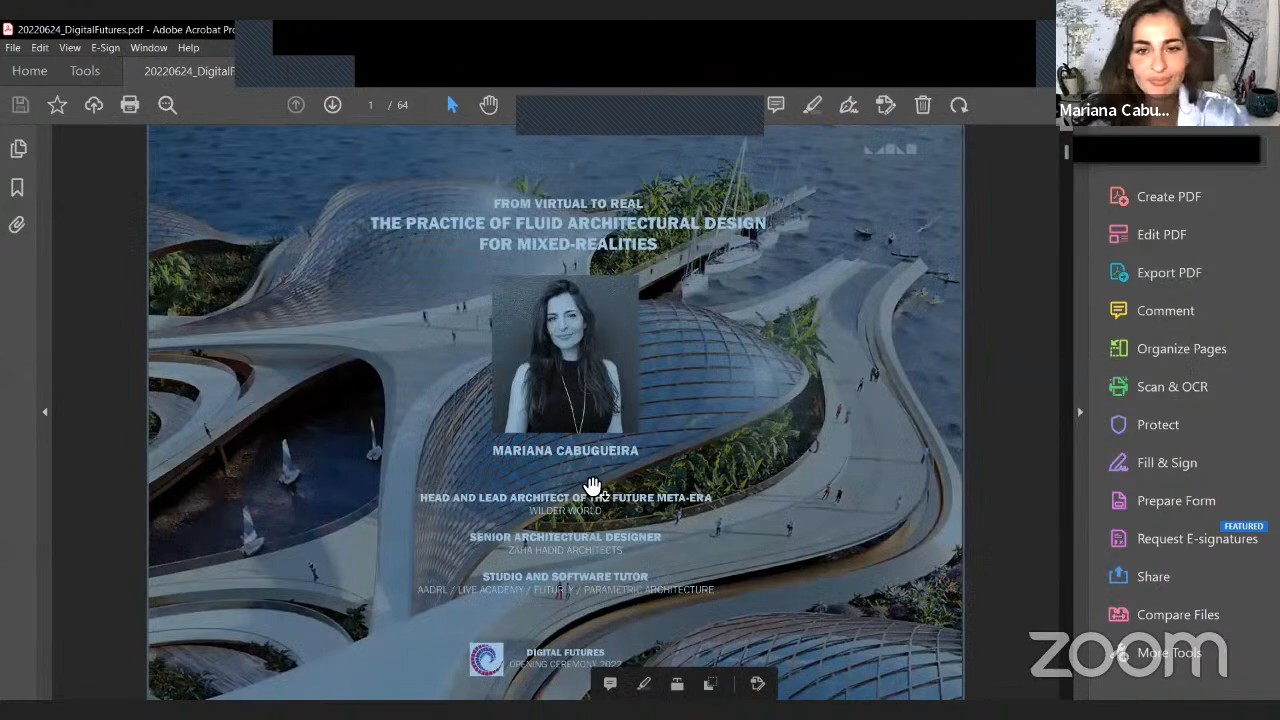 20220624_DigitalFutures.pdf - Adobe Acrobat Pro
File Edit View E-Sign Window Help
Home Tools 20220624_DigitalF
1 / 64
Mariana Cabu...
FROM VIRTUAL TO REAL
THE PRACTICE OF FLUID ARCHITECTURAL DESIGN
FOR MIXED-REALITIES
MARIANA CABUGUEIRA
HEAD AND LEAD ARCHITECT OF THE FUTURE META-ERA
WILDER WORLD
SENIOR ARCHITECTURAL DESIGNER
ZAHA HADID ARCHITECTS
STUDIO AND SOFTWARE TUTOR
AADRL / LIVE ACADEMY / FUTURLY / PARAMETRIC ARCHITECTURE
DIGITAL FUTURES
OPENING CEREMONY 2022
Create PDF
Edit PDF
Export PDF
Comment
Organize Pages
Scan & OCR
Protect
Fill & Sign
Prepare Form
FEATURED
Request E-signatures
Share
Compare Files
More Tools
zoom